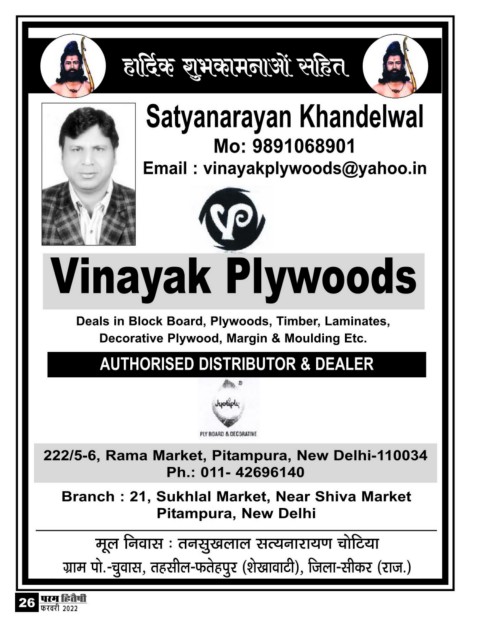 हार्दिक शुभकामनाओं सहित
Satyanarayan Khandelwal
Mo: 9891068901
Email : vinayakplywoods@yahoo.in
Vinayak Plywoods
Deals in Block Board, Plywoods, Timber, Laminates,
Decorative Plywood, Margin & Moulding Etc.
AUTHORISED DISTRIBUTOR & DEALER
Jyotiply
®
PLY BOARD & DECORATIVE
222/5-6, Rama Market, Pitampura, New Delhi-110034
Ph.: 011- 42696140
Branch : 21, Sukhlal Market, Near Shiva Market
Pitampura, New Delhi
मूल निवास : तनसुखलाल सत्यनारायण चोटिया
ग्राम पो.-चुवास, तहसील-फतेहपुर (शेखावाटी), जिला-सीकर (राज.)
26 परम हितैषी
फरवरी 2022